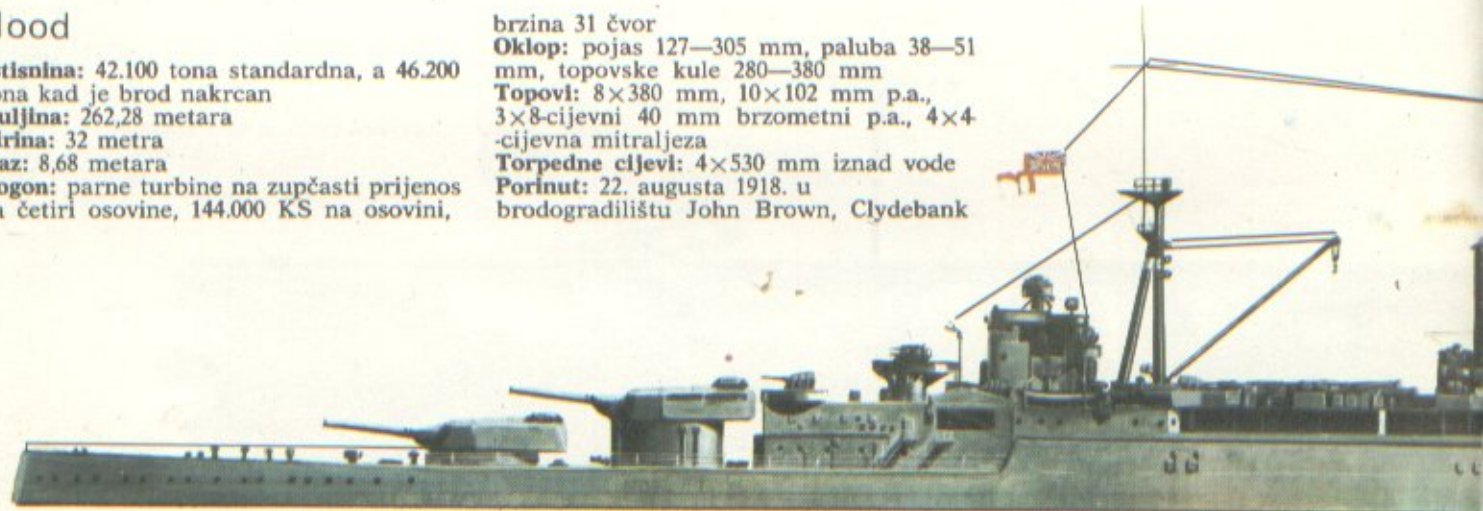 lood
tisnina: 42.100 tona standardna, a 46.200
ona kad je brod nakrcan
uljina: 262,28 metara
irina: 32 metra
az: 8,68 metara
ogon: parne turbine na zupčasti prijenos
a četiri osovine, 144.000 KS na osovini,
brzina 31 čvor
Oklop: pojas 127—305 mm, paluba 38—51
mm, topovske kule 280—380 mm
Topovi: 8×380 mm, 10×102 mm p.a.,
3×8-cijevni 40 mm brzometni p.a., 4×4-
-cijevna mitraljeza
Torpedne cijevi: 4×530 mm iznad vode
Porinut: 22. augusta 1918. u
brodogradilištu John Brown, Clydebank